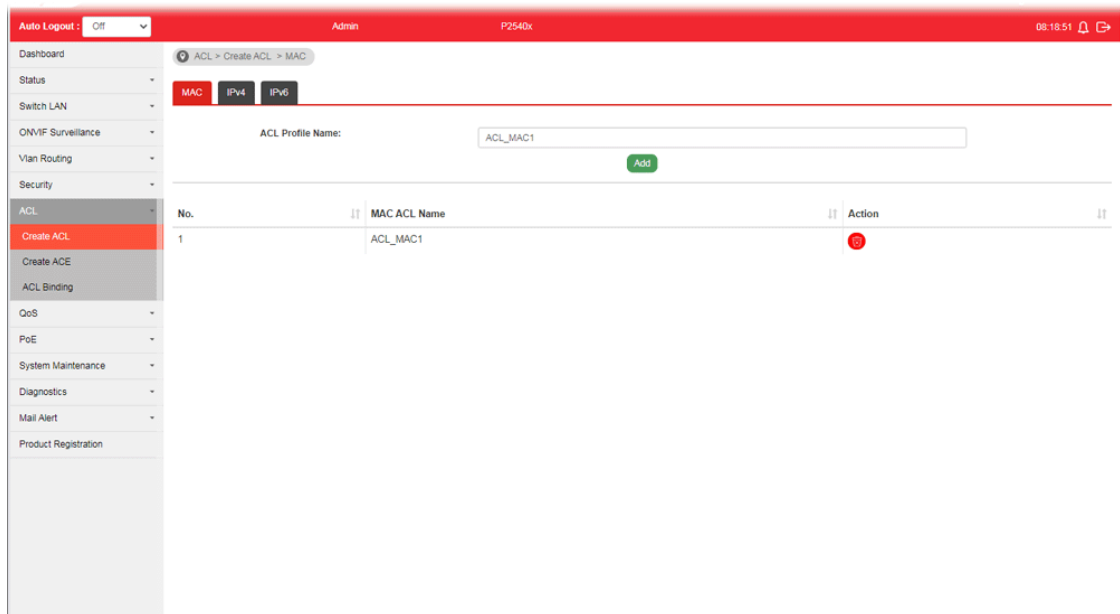 Auto Logout : Off Admin P2540x 08:18:51
Dashboard
Status
Switch LAN
ONVIF Surveillance
Vlan Routing
Security
ACL
Create ACL
Create ACE
ACL Binding
QoS
PoE
System Maintenance
Diagnostics
Mail Alert
Product Registration
ACL > Create ACL > MAC
MAC IPv4 IPv6
ACL Profile Name: ACL_MAC1
Add
No. MAC ACL Name Action
1 ACL_MAC1